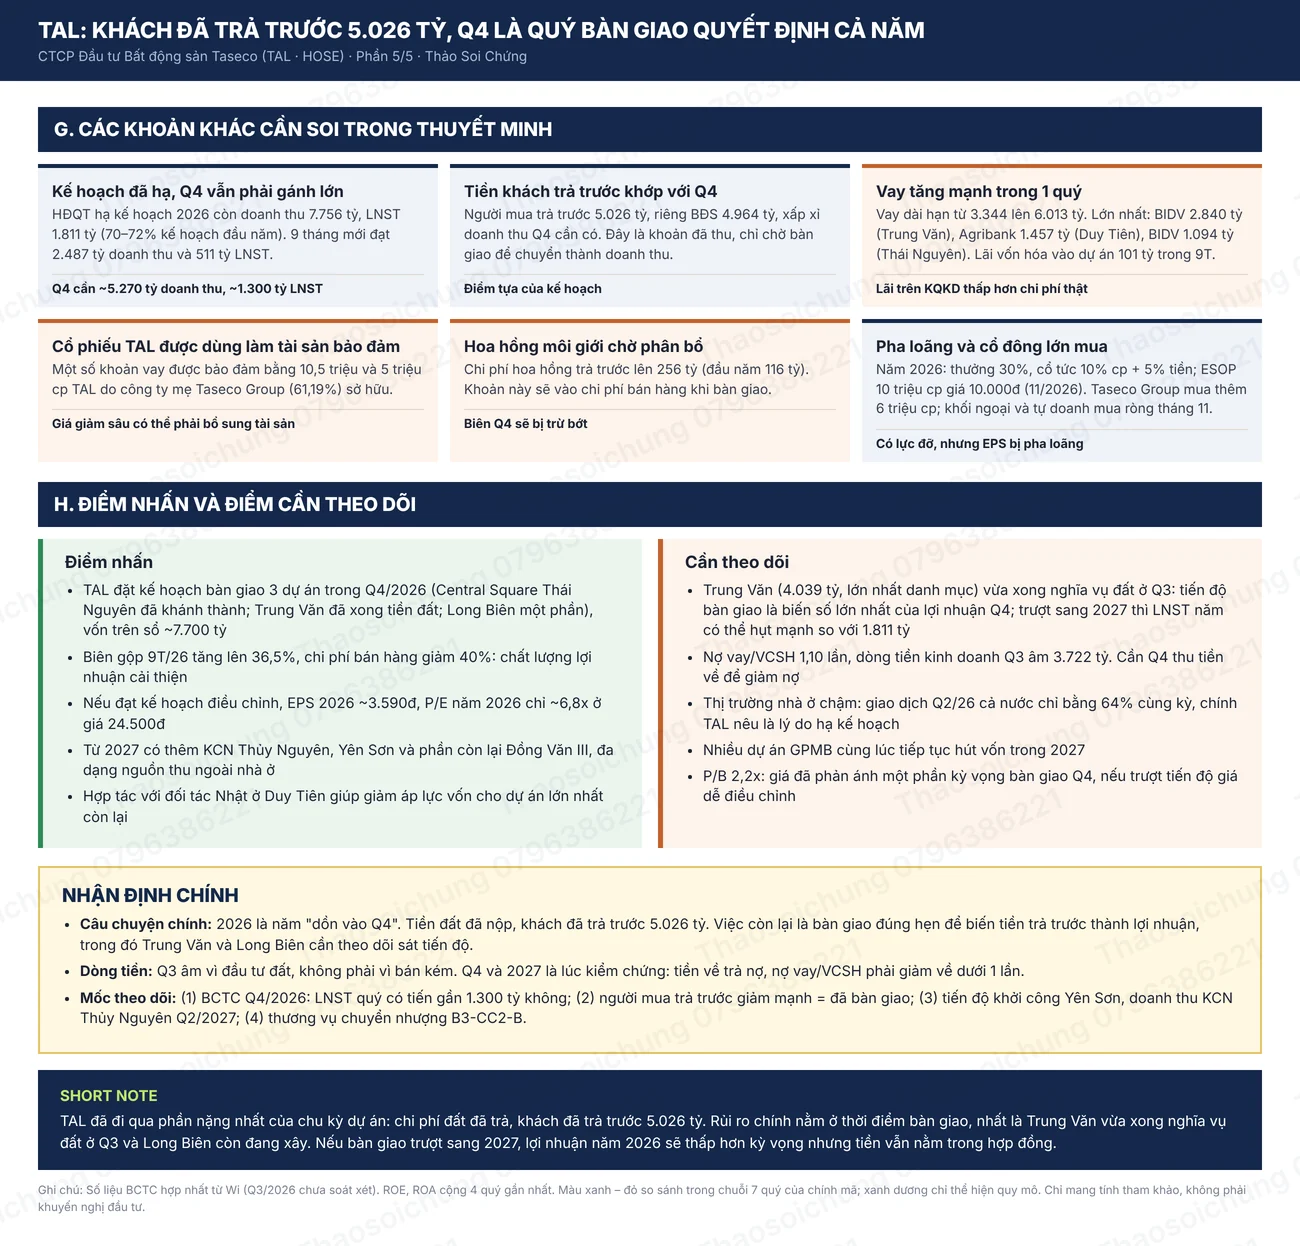 TAL: KHÁCH ĐÃ TRẢ TRƯỚC 5.026 TỶ, Q4 LÀ QUÝ BÀN GIAO QUYẾT ĐỊNH CẢ NĂM
CTCP Đầu tư Bất động sản Taseco (TAL · HOSE) · Phần 5/5 · Thảo Soi Chứng
G. CÁC KHOẢN KHÁC CẦN SOI TRONG THUYẾT MINH
Kế hoạch đã hạ, Q4 vẫn phải gánh lớn
HĐQT hạ kế hoạch 2026 còn doanh thu 7.756 tỷ, LNST
1.811 tỷ (70–72% kế hoạch đầu năm). 9 tháng mới đạt
2.487 tỷ doanh thu và 511 tỷ LNST.
Q4 cần ~5.270 tỷ doanh thu, ~1.300 tỷ LNST
Tiền khách trả trước khớp với Q4
Người mua trả trước 5.026 tỷ, riêng BĐS 4.964 tỷ, xấp xỉ
doanh thu Q4 cần có. Đây là khoản đã thu, chỉ chờ bàn
giao để chuyển thành doanh thu.
Điểm tựa của kế hoạch
Vay tăng mạnh trong 1 quý
Vay dài hạn từ 3.344 lên 6.013 tỷ. Lớn nhất: BIDV 2.840 tỷ
(Trung Văn), Agribank 1.457 tỷ (Duy Tiên), BIDV 1.094 tỷ
(Thái Nguyên). Lãi vốn hóa vào dự án 101 tỷ trong 9T.
Lãi trên KQKD thấp hơn chi phí thật
Cổ phiếu TAL được dùng làm tài sản bảo đảm
Một số khoản vay được bảo đảm bằng 10,5 triệu và 5 triệu
cp TAL do công ty mẹ Taseco Group (61,19%) sở hữu.
Giá giảm sâu có thể phải bổ sung tài sản
Hoa hồng môi giới chờ phân bổ
Chi phí hoa hồng trả trước lên 256 tỷ (đầu năm 116 tỷ).
Khoản này sẽ vào chi phí bán hàng khi bàn giao.
Biên Q4 sẽ bị trừ bớt
Pha loãng và cổ đông lớn mua
Năm 2026: thưởng 30%, cổ tức 10% cp + 5% tiền; ESOP
10 triệu cp giá 10.000đ (11/2026). Taseco Group mua thêm
6 triệu cp; khối ngoại và tự doanh mua ròng tháng 11.
Có lực đỡ, nhưng EPS bị pha loãng
H. ĐIỂM NHẤN VÀ ĐIỂM CẦN THEO DÕI
Điểm nhấn
• TAL đặt kế hoạch bàn giao 3 dự án trong Q4/2026 (Central Square Thái
Nguyên đã khánh thành; Trung Văn đã xong tiền đất; Long Biên một phần),
vốn trên sổ ~7.700 tỷ
• Biên gộp 9T/26 tăng lên 36,5%, chi phí bán hàng giảm 40%: chất lượng lợi
nhuận cải thiện
• Nếu đạt kế hoạch điều chỉnh, EPS 2026 ~3.590đ, P/E năm 2026 chỉ ~6,8x ở
giá 24.500đ
• Từ 2027 có thêm KCN Thủy Nguyên, Yên Sơn và phần còn lại Đồng Văn III, đa
dạng nguồn thu ngoài nhà ở
• Hợp tác với đối tác Nhật ở Duy Tiên giúp giảm áp lực vốn cho dự án lớn nhất
còn lại
Cần theo dõi
• Trung Văn (4.039 tỷ, lớn nhất danh mục) vừa xong nghĩa vụ đất ở Q3: tiến độ
bàn giao là biến số lớn nhất của lợi nhuận Q4; trượt sang 2027 thì LNST năm
có thể hụt mạnh so với 1.811 tỷ
• Nợ vay/VCSH 1,10 lần, dòng tiền kinh doanh Q3 âm 3.722 tỷ. Cần Q4 thu tiền
về để giảm nợ
• Thị trường nhà ở chậm: giao dịch Q2/26 cả nước chỉ bằng 64% cùng kỳ, chính
TAL nêu là lý do hạ kế hoạch
• Nhiều dự án GPMB cùng lúc tiếp tục hút vốn trong 2027
• P/B 2,2x: giá đã phản ánh một phần kỳ vọng bàn giao Q4, nếu trượt tiến độ giá
dễ điều chỉnh
NHẬN ĐỊNH CHÍNH
• Câu chuyện chính: 2026 là năm "dồn vào Q4". Tiền đất đã nộp, khách đã trả trước 5.026 tỷ. Việc còn lại là bàn giao đúng hẹn để biến tiền trả trước thành lợi nhuận,
trong đó Trung Văn và Long Biên cần theo dõi sát tiến độ.
• Dòng tiền: Q3 âm vì đầu tư đất, không phải vì bán kém. Q4 và 2027 là lúc kiểm chứng: tiền về trả nợ, nợ vay/VCSH phải giảm về dưới 1 lần.
• Mốc theo dõi: (1) BCTC Q4/2026: LNST quý có tiến gần 1.300 tỷ không; (2) người mua trả trước giảm mạnh = đã bàn giao; (3) tiến độ khởi công Yên Sơn, doanh thu KCN
Thủy Nguyên Q2/2027; (4) thương vụ chuyển nhượng B3-CC2-B.
SHORT NOTE
TAL đã đi qua phần nặng nhất của chu kỳ dự án: chi phí đất đã trả, khách đã trả trước 5.026 tỷ. Rủi ro chính nằm ở thời điểm bàn giao, nhất là Trung Văn vừa xong nghĩa vụ
đất ở Q3 và Long Biên còn đang xây. Nếu bàn giao trượt sang 2027, lợi nhuận năm 2026 sẽ thấp hơn kỳ vọng nhưng tiền vẫn nằm trong hợp đồng.
Ghi chú: Số liệu BCTC hợp nhất từ Wi (Q3/2026 chưa soát xét). ROE, ROA cộng 4 quý gần nhất. Màu xanh – đỏ so sánh trong chuỗi 7 quý của chính mã; xanh dương chỉ thể hiện quy mô. Chỉ mang tính tham khảo, không phải
khuyến nghị đầu tư.
Thaosoichung 0796386221